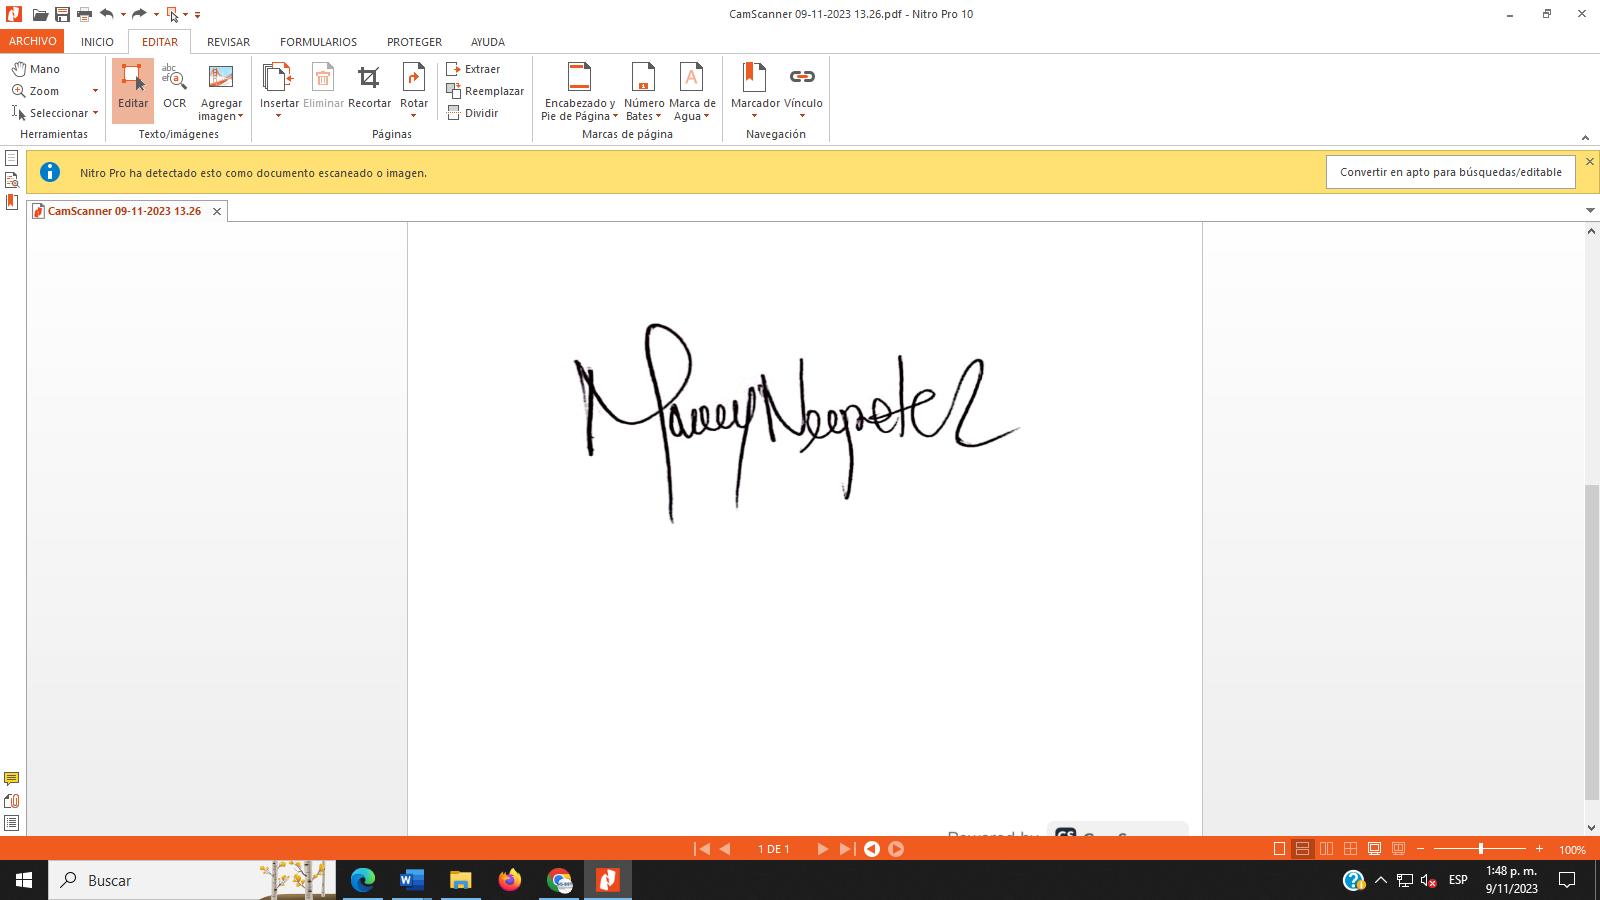 CamScanner 09-11-2023 13.26.pdf - Nitro Pro 10
ARCHIVO INICIO EDITAR REVISAR FORMULARIOS PROTEGER AYUDA
Mano
Zoom
Seleccionar
Herramientas
Editar
OCR
Agregar imagen
Texto/imágenes
Insertar
Eliminar
Recortar
Rotar
Extraer
Reemplazar
Dividir
Páginas
Encabezado y Pie de Página
Número Bates
Marca de Agua
Marcas de página
Marcador
Vínculo
Navegación
Nitro Pro ha detectado esto como documento escaneado o imagen.
Convertir en apto para búsquedas/editable
CamScanner 09-11-2023 13.26
Powered by
1 DE 1
100%
Buscar
ESP
1:48 p. m.
9/11/2023